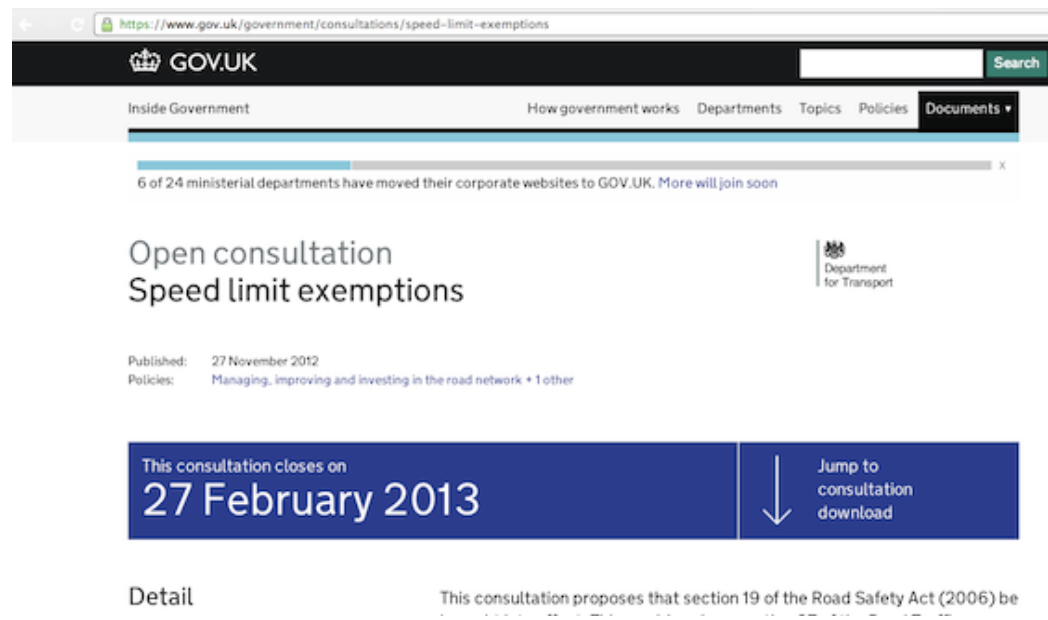 https://www.gov.uk/government/consultations/speed-limit-exemptions
GOV.UK
Search
Inside Government
How government works Departments Topics Policies Documents ▾
x
6 of 24 ministerial departments have moved their corporate websites to GOV.UK. More will join soon
Open consultation
Speed limit exemptions
Department
for Transport
Published: 27 November 2012
Policies: Managing, improving and investing in the road network + 1 other
This consultation closes on
27 February 2013
Jump to
consultation
download
Detail
This consultation proposes that section 19 of the Road Safety Act (2006) be